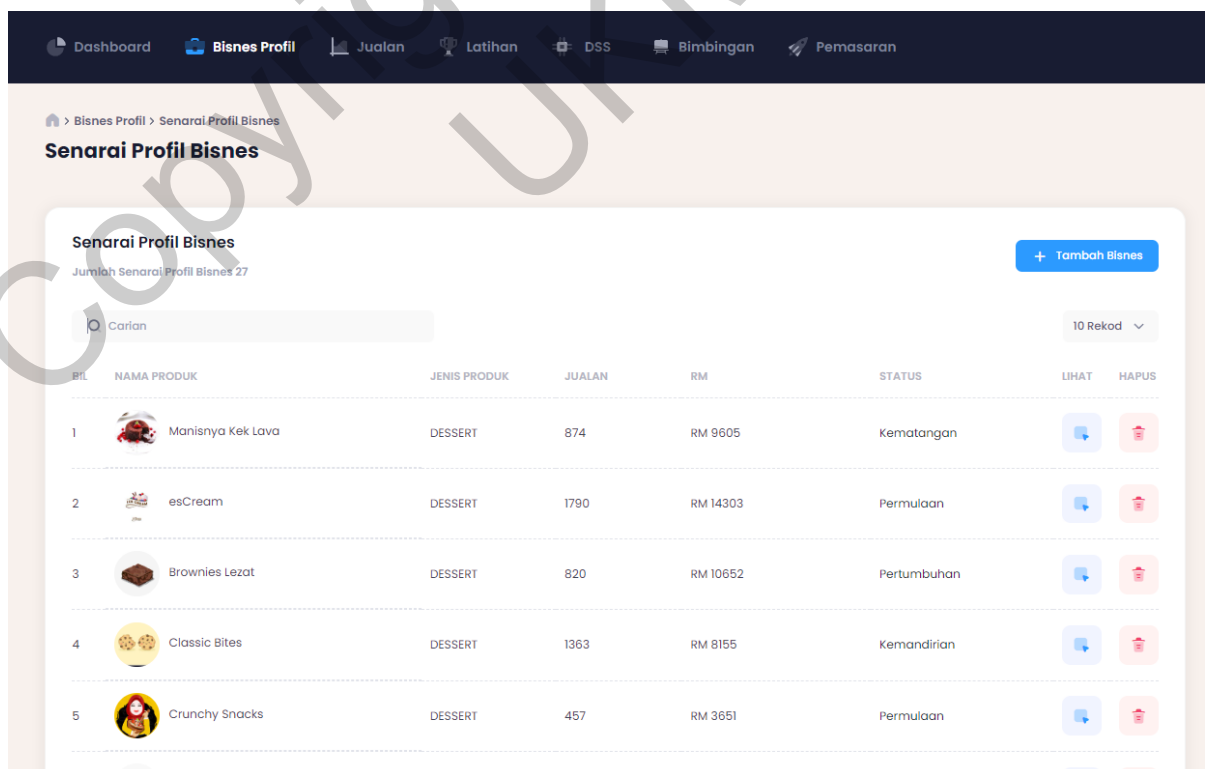 Dashboard Bisnes Profil Jualan Latihan DSS Bimbingan Pemasaran
> Bisnes Profil > Senarai Profil Bisnes
Senarai Profil Bisnes
Senarai Profil Bisnes
+ Tambah Bisnes
Jumlah Senarai Profil Bisnes 27
Carian 10 Rekod
BIL NAMA PRODUK JENIS PRODUK JUALAN RM STATUS LIHAT HAPUS
1 Manisnya Kek Lava DESSERT 874 RM 9605 Kematangan
2 esCream DESSERT 1790 RM 14303 Permulaan
3 Brownies Lezat DESSERT 820 RM 10652 Pertumbuhan
4 Classic Bites DESSERT 1363 RM 8155 Kemandirian
5 Crunchy Snacks DESSERT 457 RM 3651 Permulaan